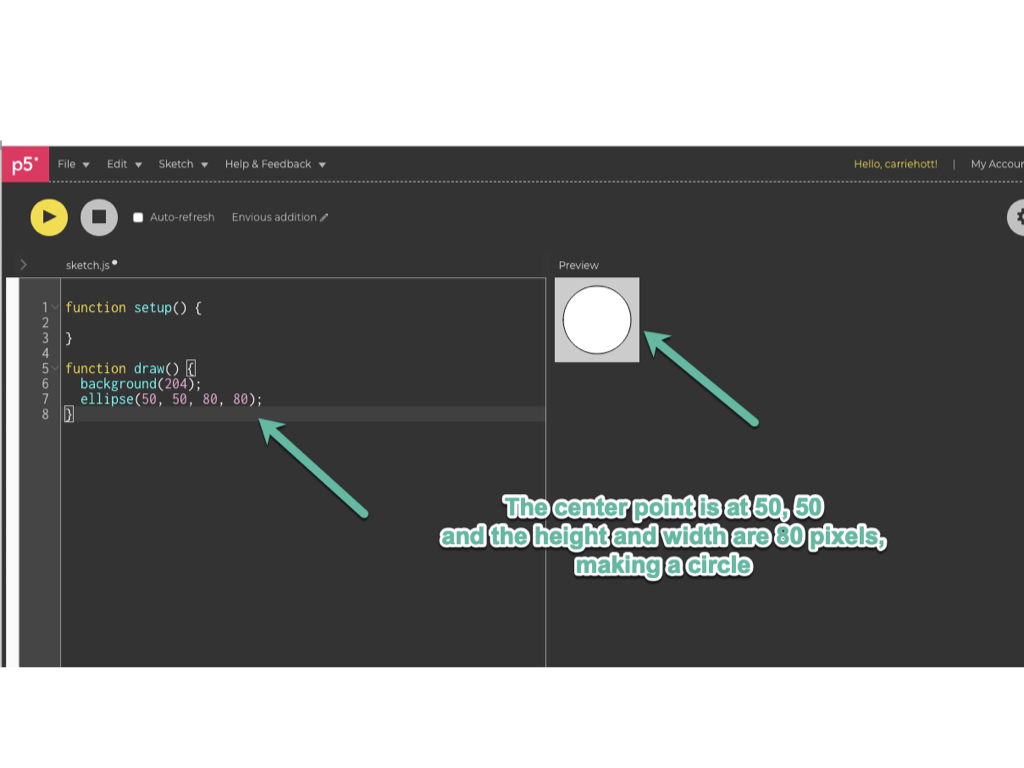 p5*
File Edit Sketch Help & Feedback
Hello, carriehott! | My Accoun
Auto-refresh Envious addition
sketch.js
Preview
1 function setup() {
2
3 }
4
5 function draw() {
6 background(204);
7 ellipse(50, 50, 80, 80);
8 }
The center point is at 50, 50
and the height and width are 80 pixels,
making a circle